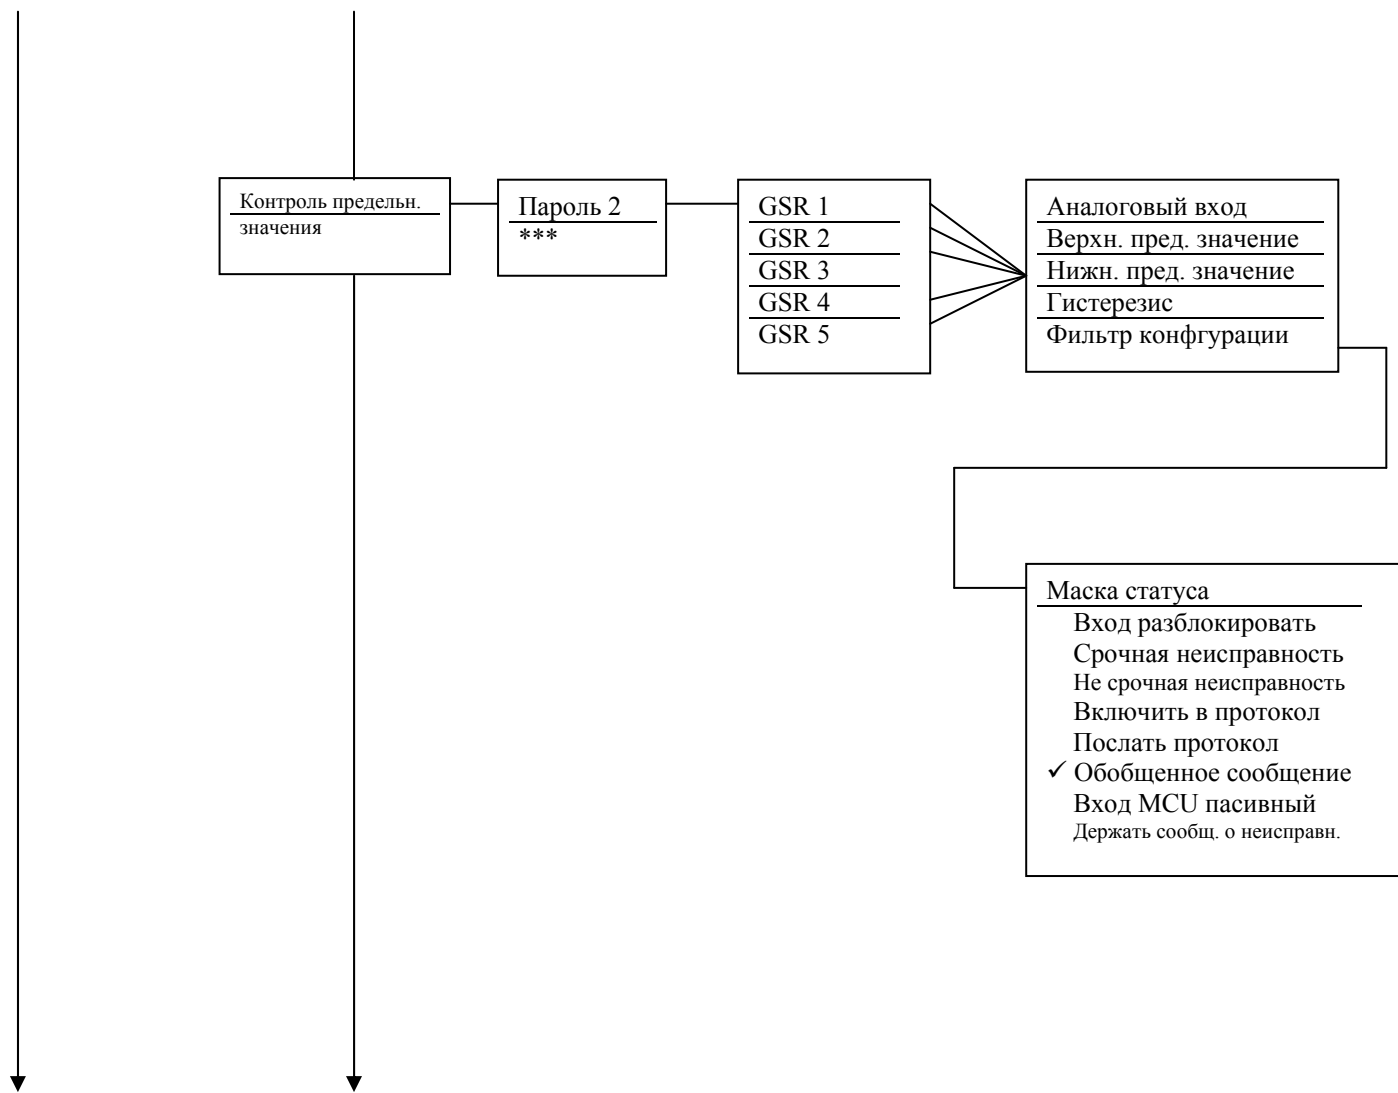 Контроль предельн.
значения
Пароль 2
***
GSR 1
GSR 2
GSR 3
GSR 4
GSR 5
Аналоговый вход
Верхн. пред. значение
Нижн. пред. значение
Гистерезис
Фильтр конфгурации
Маска статуса
Вход разблокировать
Срочная неисправность
Не срочная неисправность
Включить в протокол
Послать протокол
✓ Обобщенное сообщение
Вход MCU пасивный
Держать сообщ. о неисправн.